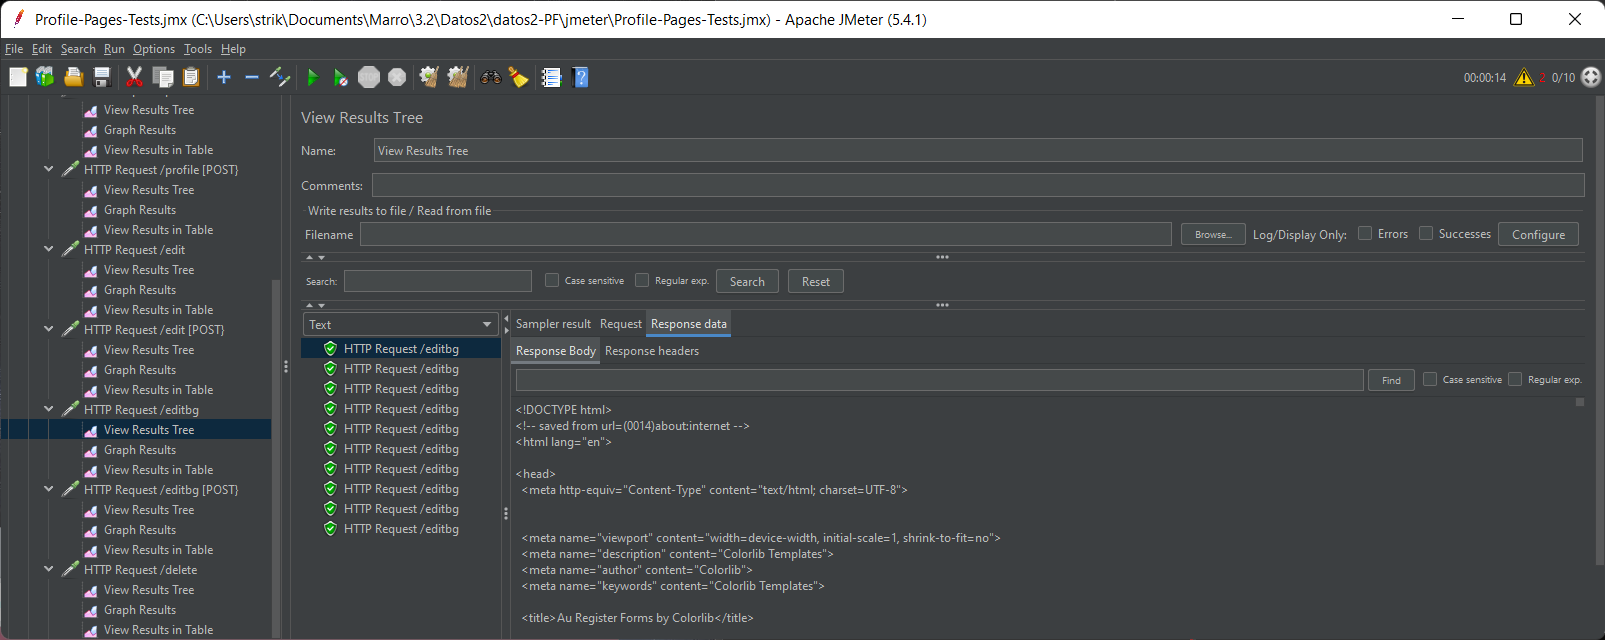 Profile-Pages-Tests.jmx (C:\Users\strik\Documents\Marro\3.2\Datos2\datos2-PF\jmeter\Profile-Pages-Tests.jmx) - Apache JMeter (5.4.1)
File Edit Search Run Options Tools Help
STOP
00:00:14 2 0/10
View Results Tree
Graph Results
View Results in Table
HTTP Request /profile [POST}
View Results Tree
Graph Results
View Results in Table
HTTP Request /edit
View Results Tree
Graph Results
View Results in Table
HTTP Request /edit [POST}
View Results Tree
Graph Results
View Results in Table
HTTP Request /editbg
View Results Tree
Graph Results
View Results in Table
HTTP Request /editbg [POST}
View Results Tree
Graph Results
View Results in Table
HTTP Request /delete
View Results Tree
Graph Results
View Results in Table
View Results Tree
Name: View Results Tree
Comments:
Write results to file / Read from file
Filename Browse... Log/Display Only: Errors Successes Configure
Search: Case sensitive Regular exp. Search Reset
Text
HTTP Request /editbg
HTTP Request /editbg
HTTP Request /editbg
HTTP Request /editbg
HTTP Request /editbg
HTTP Request /editbg
HTTP Request /editbg
HTTP Request /editbg
HTTP Request /editbg
HTTP Request /editbg
Sampler result Request Response data
Response Body Response headers
Find Case sensitive Regular exp.
<!DOCTYPE html>
<!-- saved from url=(0014)about:internet -->
<html lang="en">
<head>
<meta http-equiv="Content-Type" content="text/html; charset=UTF-8">
<meta name="viewport" content="width=device-width, initial-scale=1, shrink-to-fit=no">
<meta name="description" content="Colorlib Templates">
<meta name="author" content="Colorlib">
<meta name="keywords" content="Colorlib Templates">
<title>Au Register Forms by Colorlib</title>